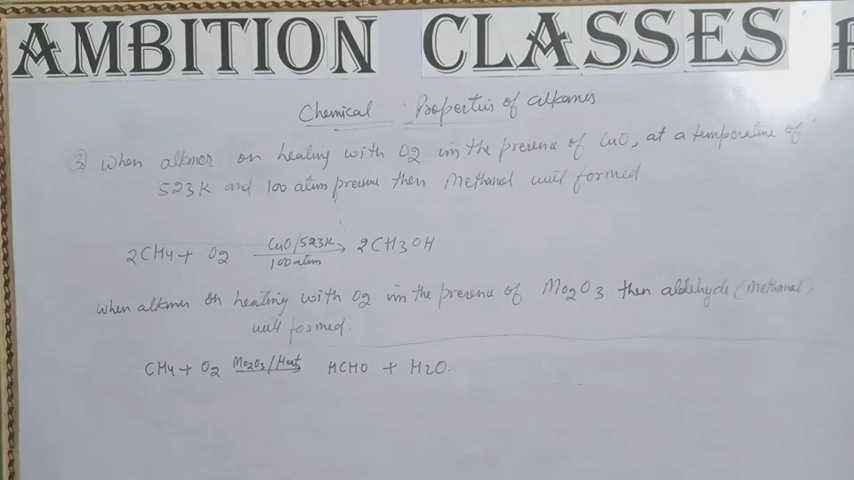 AMBITION CLASSES
Chemical Properties of alkanes
③ When alkanes on heating with O2 in the presence of CuO, at a temperature of
523K and 100 atm pressure then Methanol will formed
2CH4 + O2 CuO/523K 100atm → 2CH3OH
when alkanes on heating with O2 in the presence of Mo2O3 then aldehyde (Methanal)
will formed.
CH4 + O2 Mo2O3/Heat → HCHO + H2O.